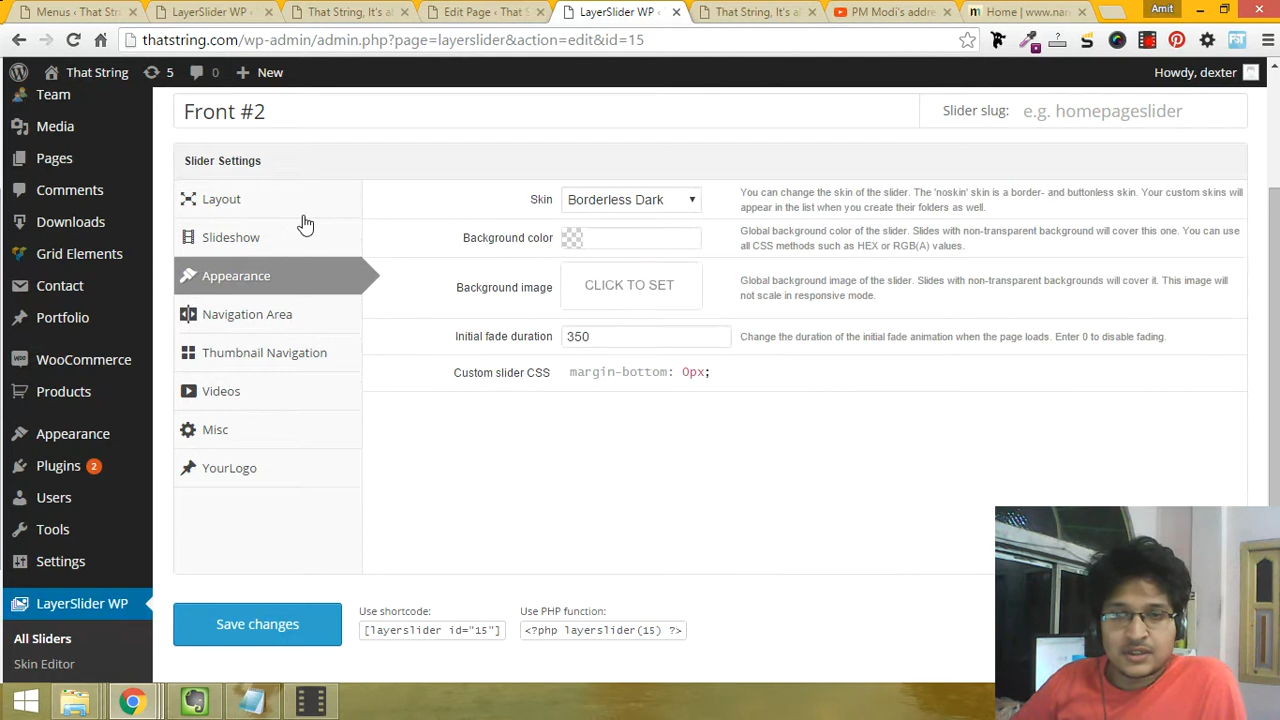 Menus ‹ That Str
LayerSlider WP ‹
That String, It's al
Edit Page ‹ That S
LayerSlider WP ‹
That String, It's al
PM Modi's addre
Home | www.nar
Amit
thatstring.com/wp-admin/admin.php?page=layerslider&action=edit&id=15
That String
5
0
New
Howdy, dexter
Team
Media
Pages
Comments
Downloads
Grid Elements
Contact
Portfolio
WooCommerce
Products
Appearance
Plugins 2
Users
Tools
Settings
LayerSlider WP
All Sliders
Skin Editor
Front #2
Slider slug: e.g. homepageslider
Slider Settings
Layout
Slideshow
Appearance
Navigation Area
Thumbnail Navigation
Videos
Misc
YourLogo
Skin
Borderless Dark
You can change the skin of the slider. The 'noskin' skin is a border- and buttonless skin. Your custom skins will
appear in the list when you create their folders as well.
Background color
Global background color of the slider. Slides with non-transparent background will cover this one. You can use
all CSS methods such as HEX or RGB(A) values.
Background image
CLICK TO SET
Global background image of the slider. Slides with non-transparent backgrounds will cover it. This image will
not scale in responsive mode.
Initial fade duration
350
Change the duration of the initial fade animation when the page loads. Enter 0 to disable fading.
Custom slider CSS
margin-bottom: 0px;
Save changes
Use shortcode:
[layerslider id="15"]
Use PHP function:
<?php layerslider(15) ?>